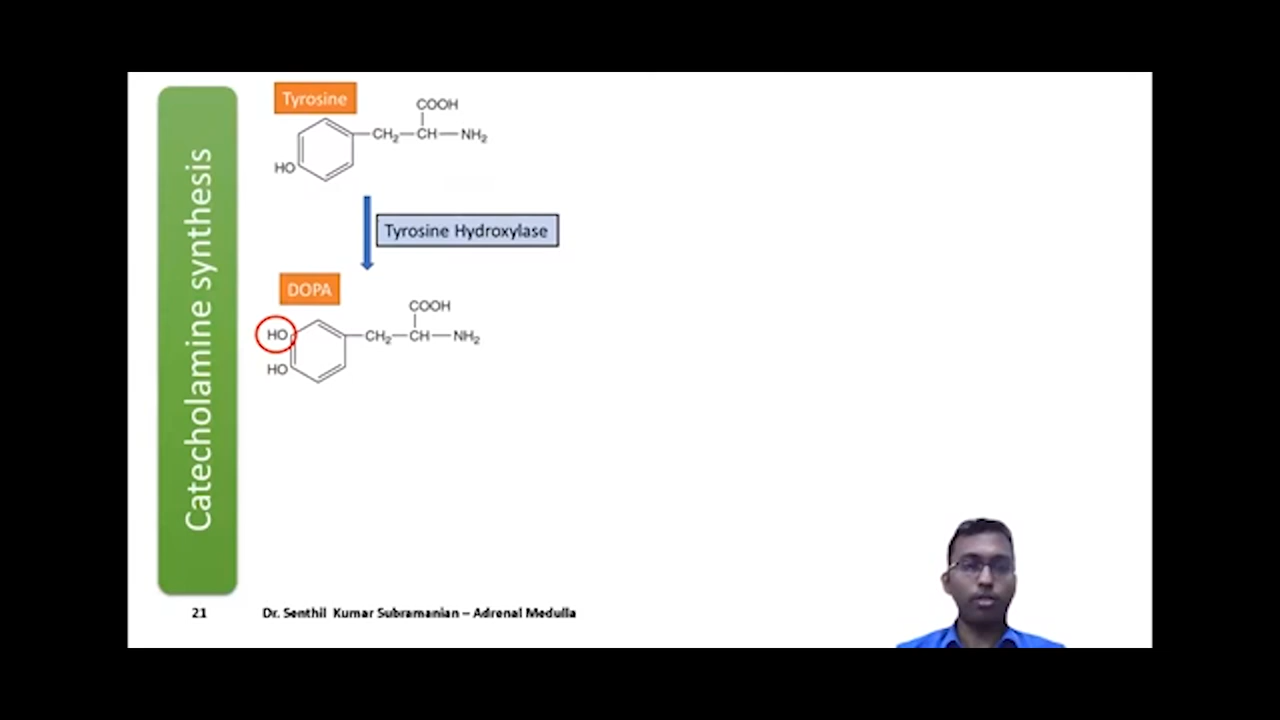 Catecholamine synthesis
Tyrosine
COOH
CH₂—CH—NH₂
HO
Tyrosine Hydroxylase
DOPA
COOH
HO
CH₂—CH—NH₂
HO
21
Dr. Senthil Kumar Subramanian – Adrenal Medulla